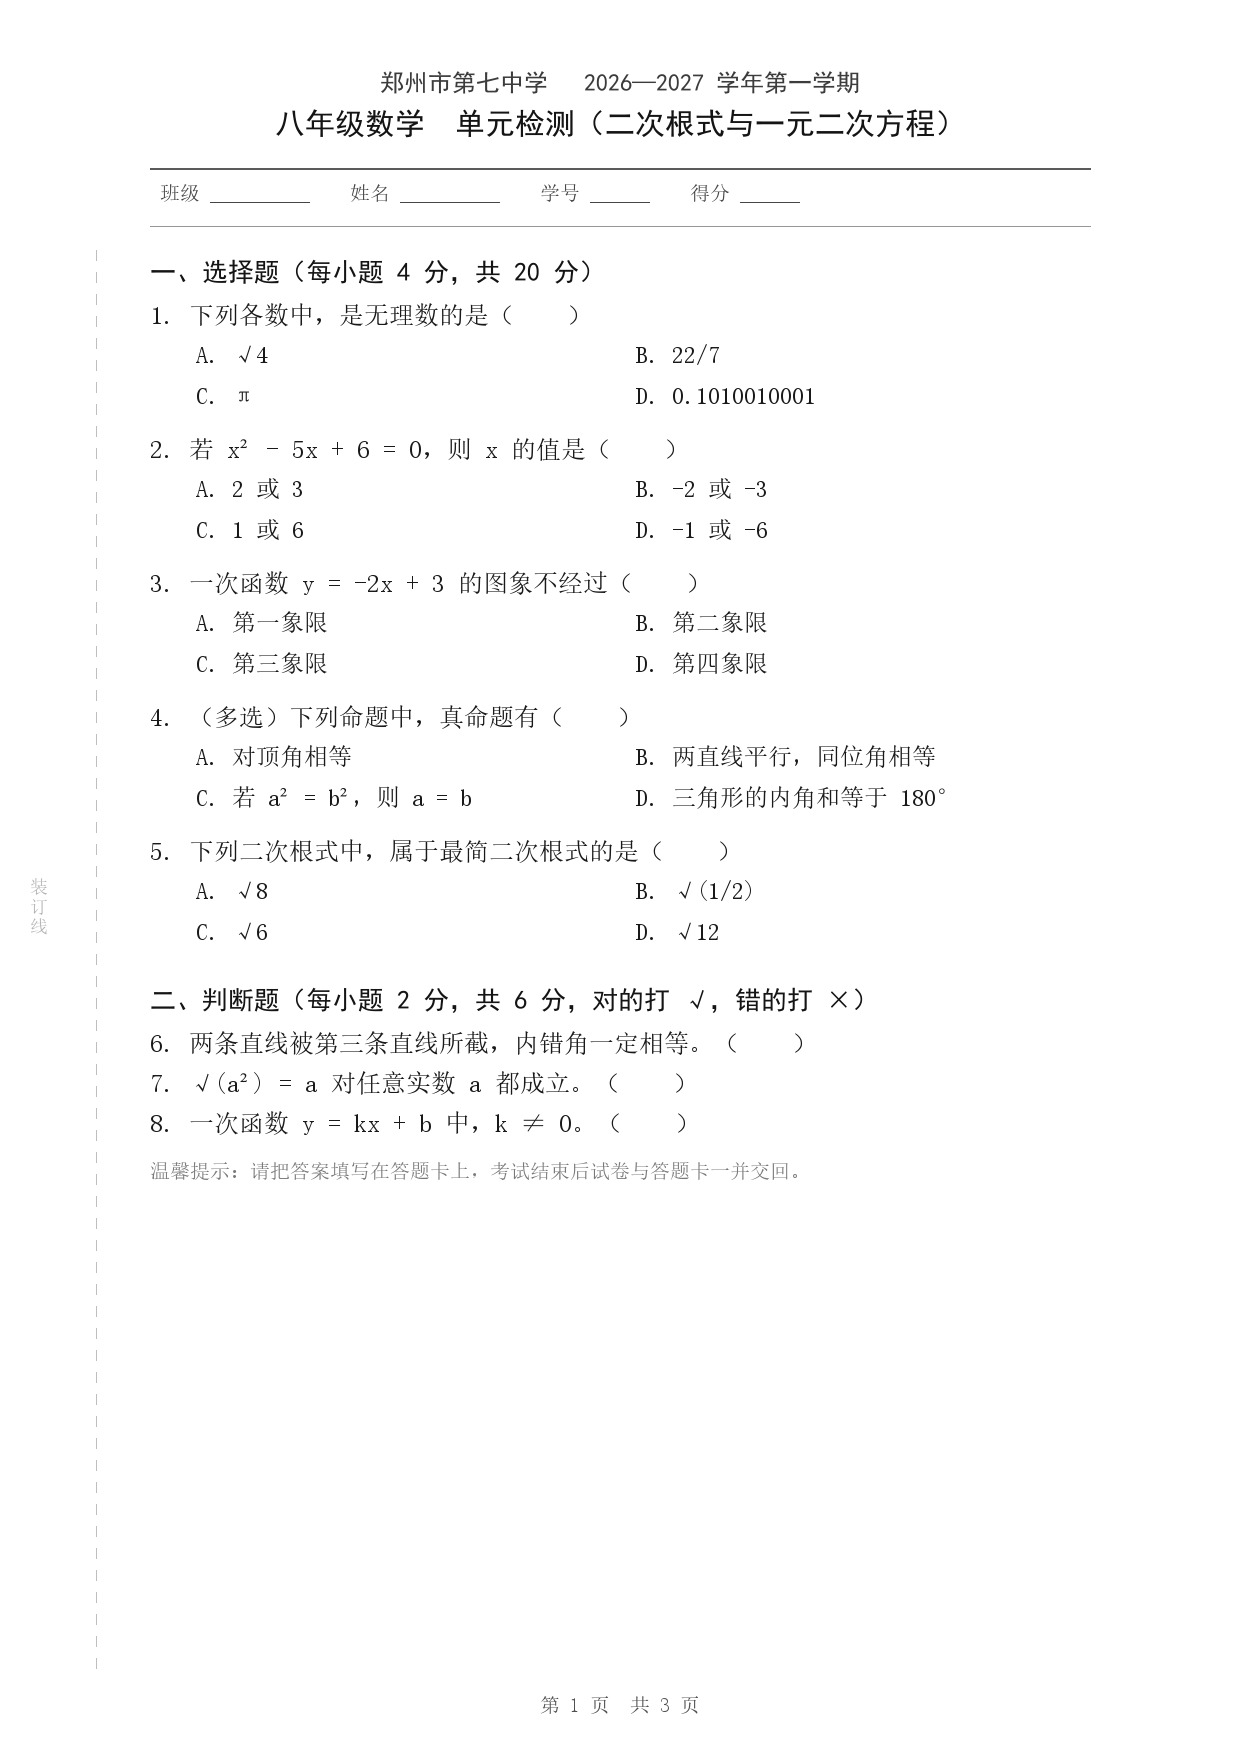 郑州市第七中学　2026—2027 学年第一学期
八年级数学　单元检测（二次根式与一元二次方程）
班级 __________ 姓名 __________ 学号 ______ 得分 ______
一、选择题（每小题 4 分，共 20 分）
1. 下列各数中，是无理数的是（　　）
A. √4　B. 22/7
C. π　D. 0.1010010001
2. 若 x² - 5x + 6 = 0，则 x 的值是（　　）
A. 2 或 3　B. -2 或 -3
C. 1 或 6　D. -1 或 -6
3. 一次函数 y = -2x + 3 的图象不经过（　　）
A. 第一象限　B. 第二象限
C. 第三象限　D. 第四象限
4. （多选）下列命题中，真命题有（　　）
A. 对顶角相等　B. 两直线平行，同位角相等
C. 若 a² = b²，则 a = b　D. 三角形的内角和等于 180°
5. 下列二次根式中，属于最简二次根式的是（　　）
A. √8　B. √(1/2)
C. √6　D. √12
二、判断题（每小题 2 分，共 6 分，对的打 √，错的打 ×）
6. 两条直线被第三条直线所截，内错角一定相等。（　　）
7. √(a²) = a 对任意实数 a 都成立。（　　）
8. 一次函数 y = kx + b 中，k ≠ 0。（　　）
温馨提示：请把答案填写在答题卡上，考试结束后试卷与答题卡一并交回。
装订线
第 1 页　共 3 页